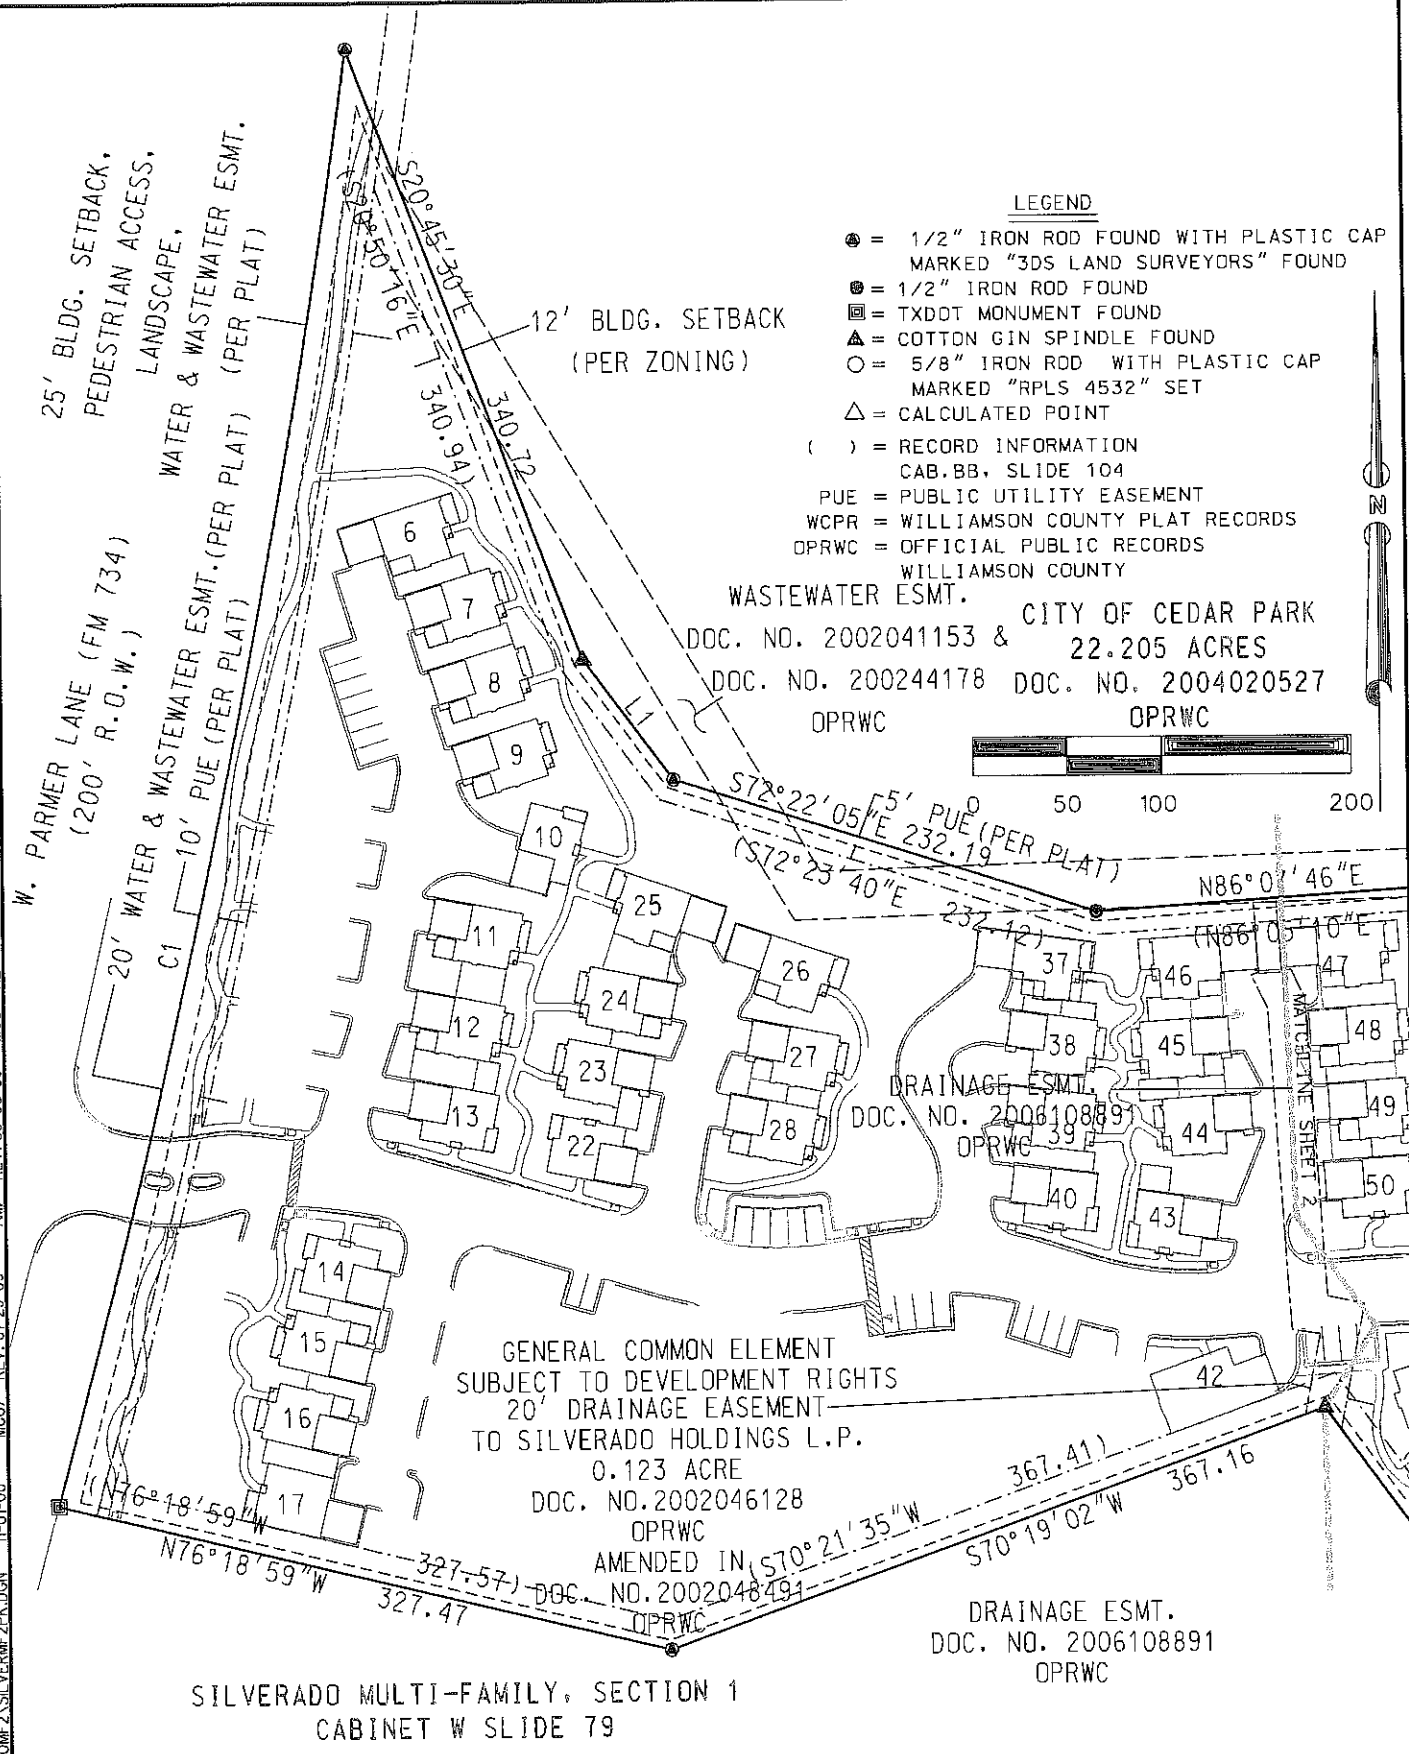 25' BLDG. SETBACK,
PEDESTRIAN ACCESS,
LANDSCAPE,
WATER & WASTEWATER ESMT.
(PER PLAT)
S20°45'30"E
340.72
340.94)
12' BLDG. SETBACK
(PER ZONING)
LEGEND
= 1/2" IRON ROD FOUND WITH PLASTIC CAP
MARKED "3DS LAND SURVEYORS" FOUND
= 1/2" IRON ROD FOUND
= TXDOT MONUMENT FOUND
= COTTON GIN SPINDLE FOUND
= 5/8" IRON ROD WITH PLASTIC CAP
MARKED "RPLS 4532" SET
= CALCULATED POINT
( ) = RECORD INFORMATION
CAB.BB, SLIDE 104
PUE = PUBLIC UTILITY EASEMENT
WCPR = WILLIAMSON COUNTY PLAT RECORDS
OPRWC = OFFICIAL PUBLIC RECORDS
WILLIAMSON COUNTY
N
WASTEWATER ESMT.
DOC. NO. 2002041153 &
DOC. NO. 200244178
OPRWC
CITY OF CEDAR PARK
22.205 ACRES
DOC. NO. 2004020527
OPRWC
0 50 100 200
W. PARMER LANE (FM 734)
(200' R.O.W.)
20' WATER & WASTEWATER ESMT.(PER PLAT)
10' PUE (PER PLAT)
C1
L1
S72°22'05"E 232.19
5' PUE (PER PLAT)
(S72°23'40"E 232.12)
46"E
6
7
8
9
10
11
12
13
14
15
16
17
22
23
24
25
26
27
28
37
38
39
40
42
43
44
45
46
47
48
49
50
MATCHLINE SHEET 2
DRAINAGE ESMT.
DOC. NO. 2006108891
OPRWC
GENERAL COMMON ELEMENT
SUBJECT TO DEVELOPMENT RIGHTS
20' DRAINAGE EASEMENT
TO SILVERADO HOLDINGS L.P.
0.123 ACRE
DOC. NO.2002046128
OPRWC
AMENDED IN
DOC. NO.2002048491
OPRWC
(N76°18'59"W 327.57)
N76°18'59"W 327.47
(S70°21'35"W 367.41)
S70°19'02"W 367.16
DRAINAGE ESMT.
DOC. NO. 2006108891
OPRWC
SILVERADO MULTI-FAMILY, SECTION 1
CABINET W SLIDE 79